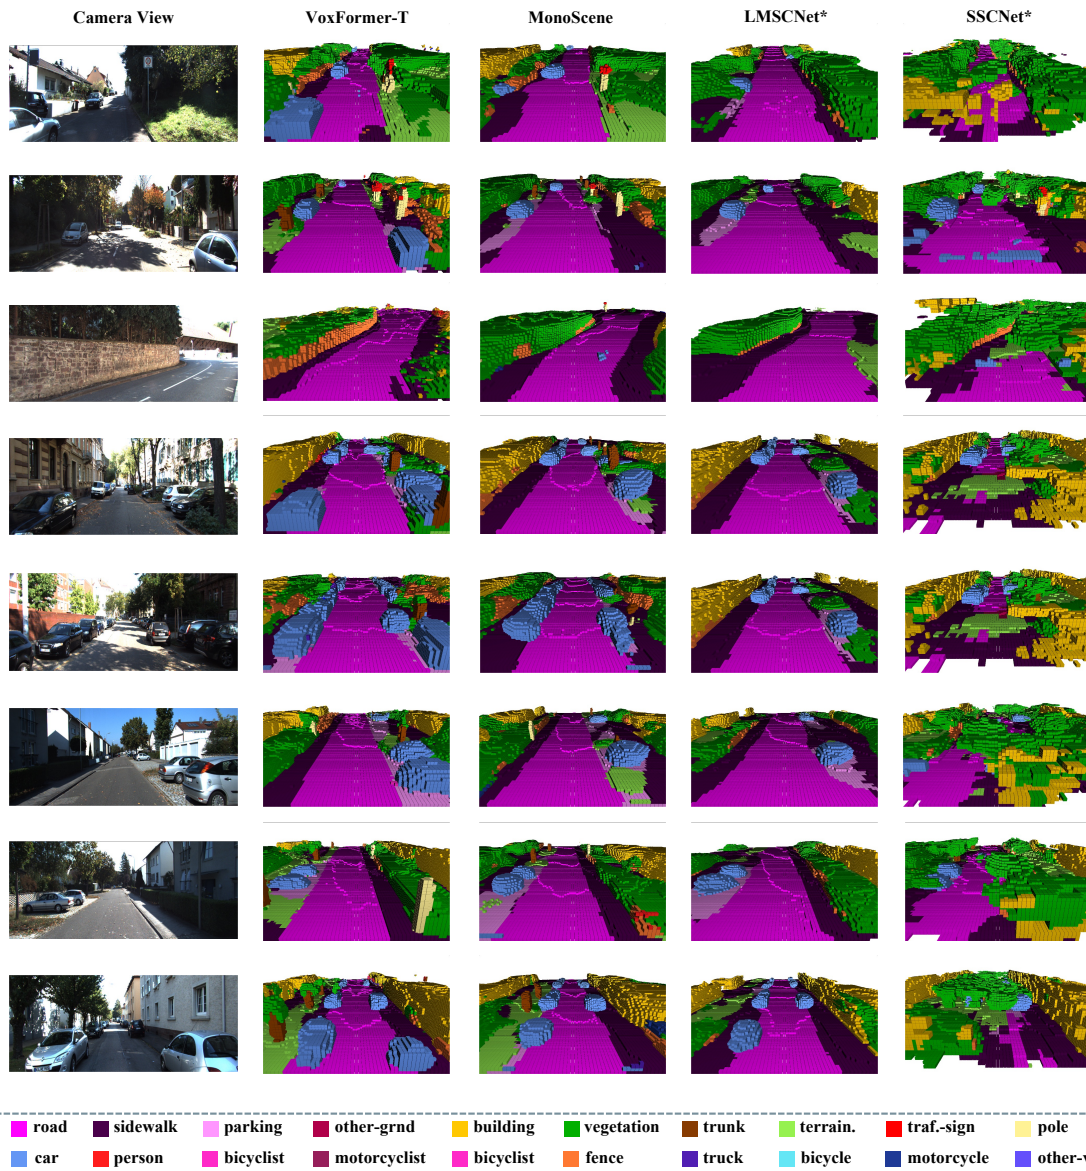 Camera View VoxFormer-T MonoScene LMSCNet* SSCNet*
road sidewalk parking other-grnd building vegetation trunk terrain. traf.-sign pole
car person bicyclist motorcyclist bicyclist fence truck bicycle motorcycle other-v